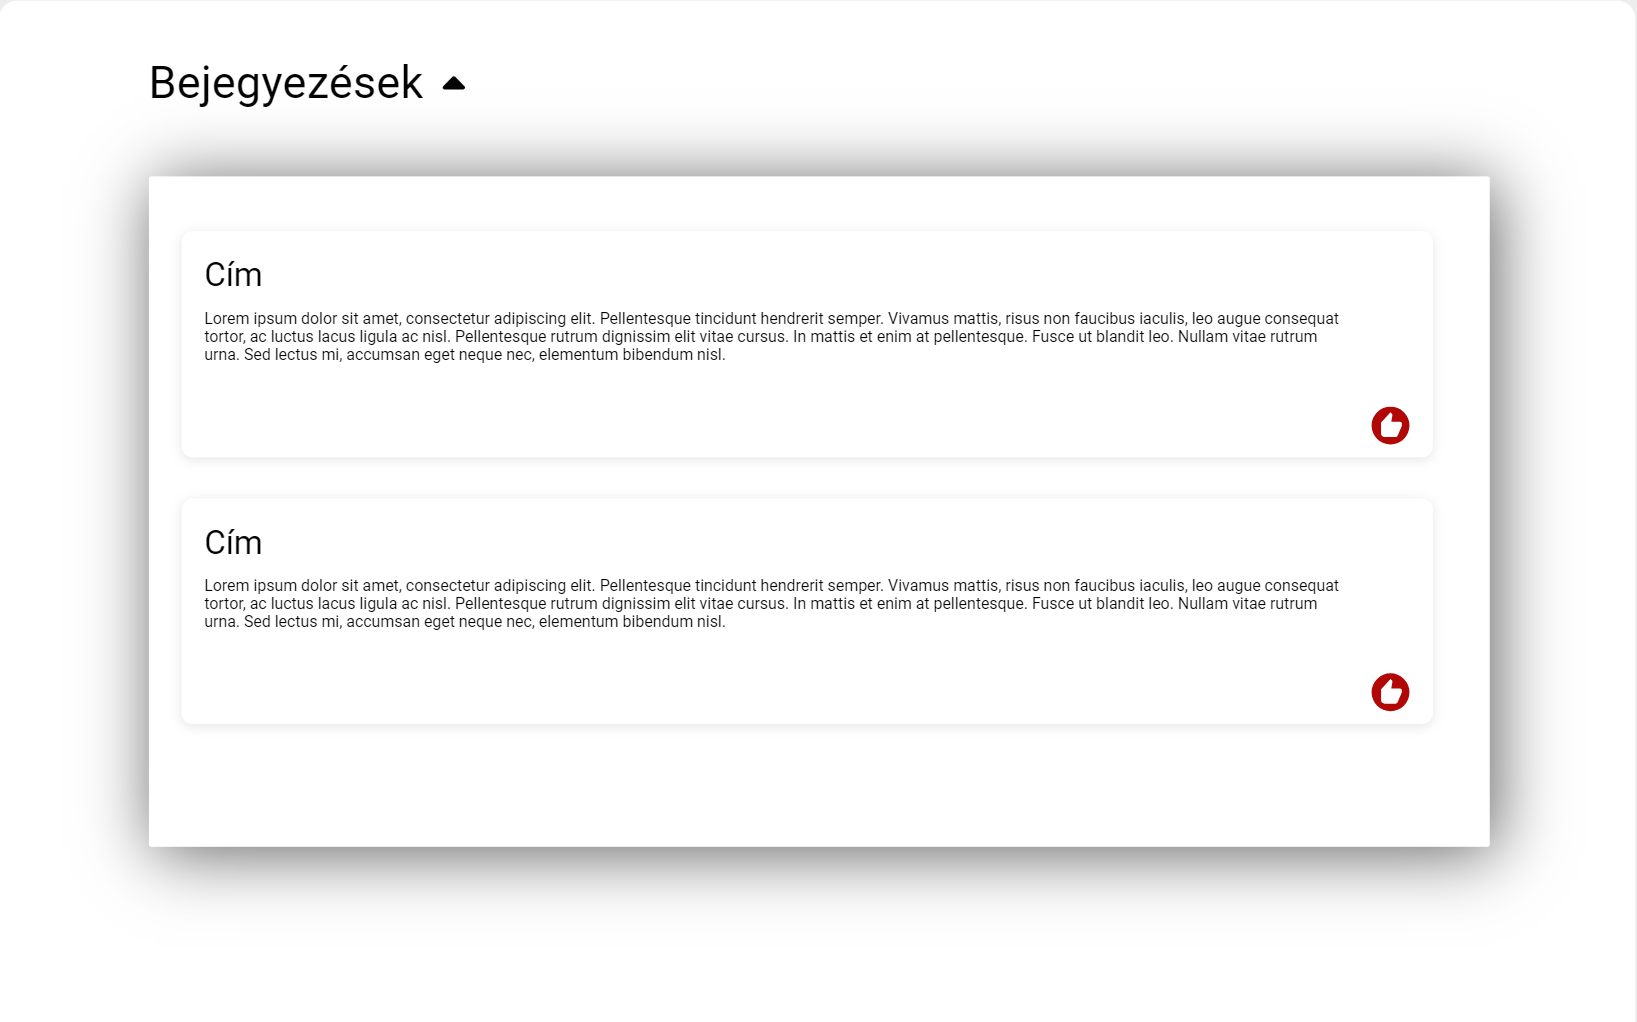 Bejegyezések
Cím
Lorem ipsum dolor sit amet, consectetur adipiscing elit. Pellentesque tincidunt hendrerit semper. Vivamus mattis, risus non faucibus iaculis, leo augue consequat
tortor, ac luctus lacus ligula ac nisl. Pellentesque rutrum dignissim elit vitae cursus. In mattis et enim at pellentesque. Fusce ut blandit leo. Nullam vitae rutrum
urna. Sed lectus mi, accumsan eget neque nec, elementum bibendum nisl.
Cím
Lorem ipsum dolor sit amet, consectetur adipiscing elit. Pellentesque tincidunt hendrerit semper. Vivamus mattis, risus non faucibus iaculis, leo augue consequat
tortor, ac luctus lacus ligula ac nisl. Pellentesque rutrum dignissim elit vitae cursus. In mattis et enim at pellentesque. Fusce ut blandit leo. Nullam vitae rutrum
urna. Sed lectus mi, accumsan eget neque nec, elementum bibendum nisl.